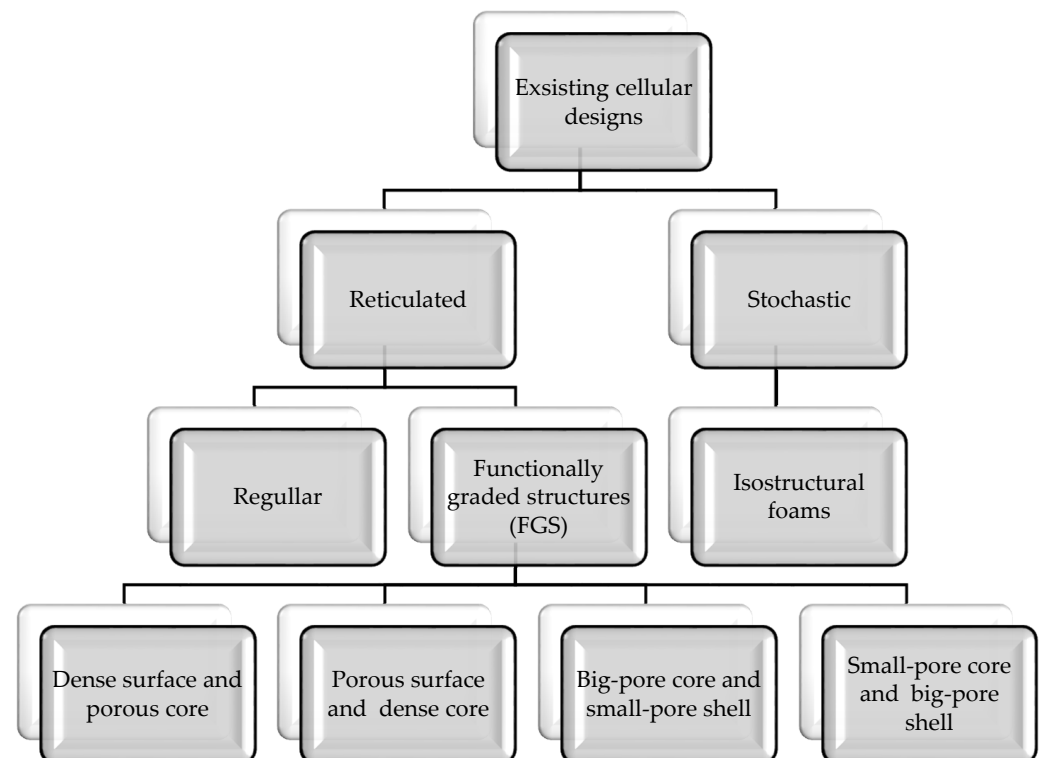 Exsisting cellular
designs
Reticulated
Stochastic
Regullar
Functionally
graded structures
(FGS)
Isostructural
foams
Dense surface and
porous core
Porous surface
and dense core
Big-pore core and
small-pore shell
Small-pore core
and big-pore
shell